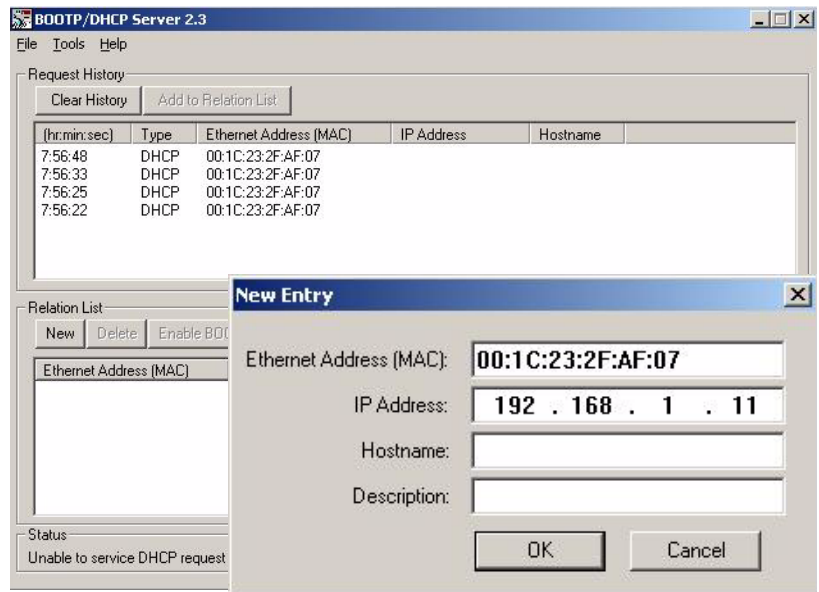 BOOTP/DHCP Server 2.3
File Tools Help
Request History
Clear History Add to Relation List
(hr:min:sec) Type Ethernet Address (MAC) IP Address Hostname
7:56:48 DHCP 00:1C:23:2F:AF:07
7:56:33 DHCP 00:1C:23:2F:AF:07
7:56:25 DHCP 00:1C:23:2F:AF:07
7:56:22 DHCP 00:1C:23:2F:AF:07
Relation List
New Delete Enable BOO
Ethernet Address (MAC)
Status
Unable to service DHCP request
New Entry
Ethernet Address (MAC): 00:1C:23:2F:AF:07
IP Address: 192 . 168 . 1 . 11
Hostname:
Description:
OK Cancel